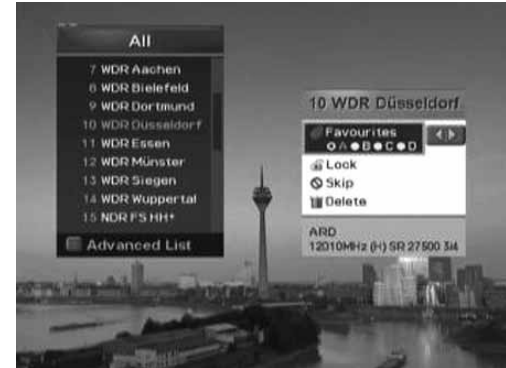 All
7 WDR Aachen
8 WDR Bielefeld
9 WDR Dortmund
10 WDR Düsseldorf
11 WDR Essen
12 WDR Münster
13 WDR Siegen
14 WDR Wuppertal
15 NDR FS HH*
Advanced List
10 WDR Düsseldorf
Favourites
A B C D
Lock
Skip
Delete
ARD
12010MHz (H) SR 27500 3/4